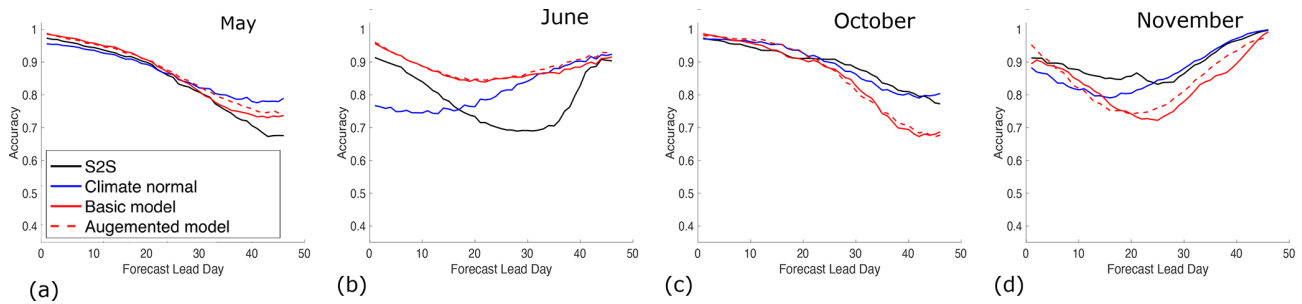 May
Accuracy
1
0.9
0.8
0.7
0.6
0.5
0.4
S2S
Climate normal
Basic model
Augemented model
0 10 20 30 40 50
Forecast Lead Day
(a)
June
Accuracy
1
0.9
0.8
0.7
0.6
0.5
0.4
0 10 20 30 40 50
Forecast Lead Day
(b)
October
Accuracy
1
0.9
0.8
0.7
0.6
0.5
0.4
0 10 20 30 40 50
Forecast Lead Day
(c)
November
Accuracy
1
0.9
0.8
0.7
0.6
0.5
0.4
0 10 20 30 40 50
Forecast Lead Day
(d)